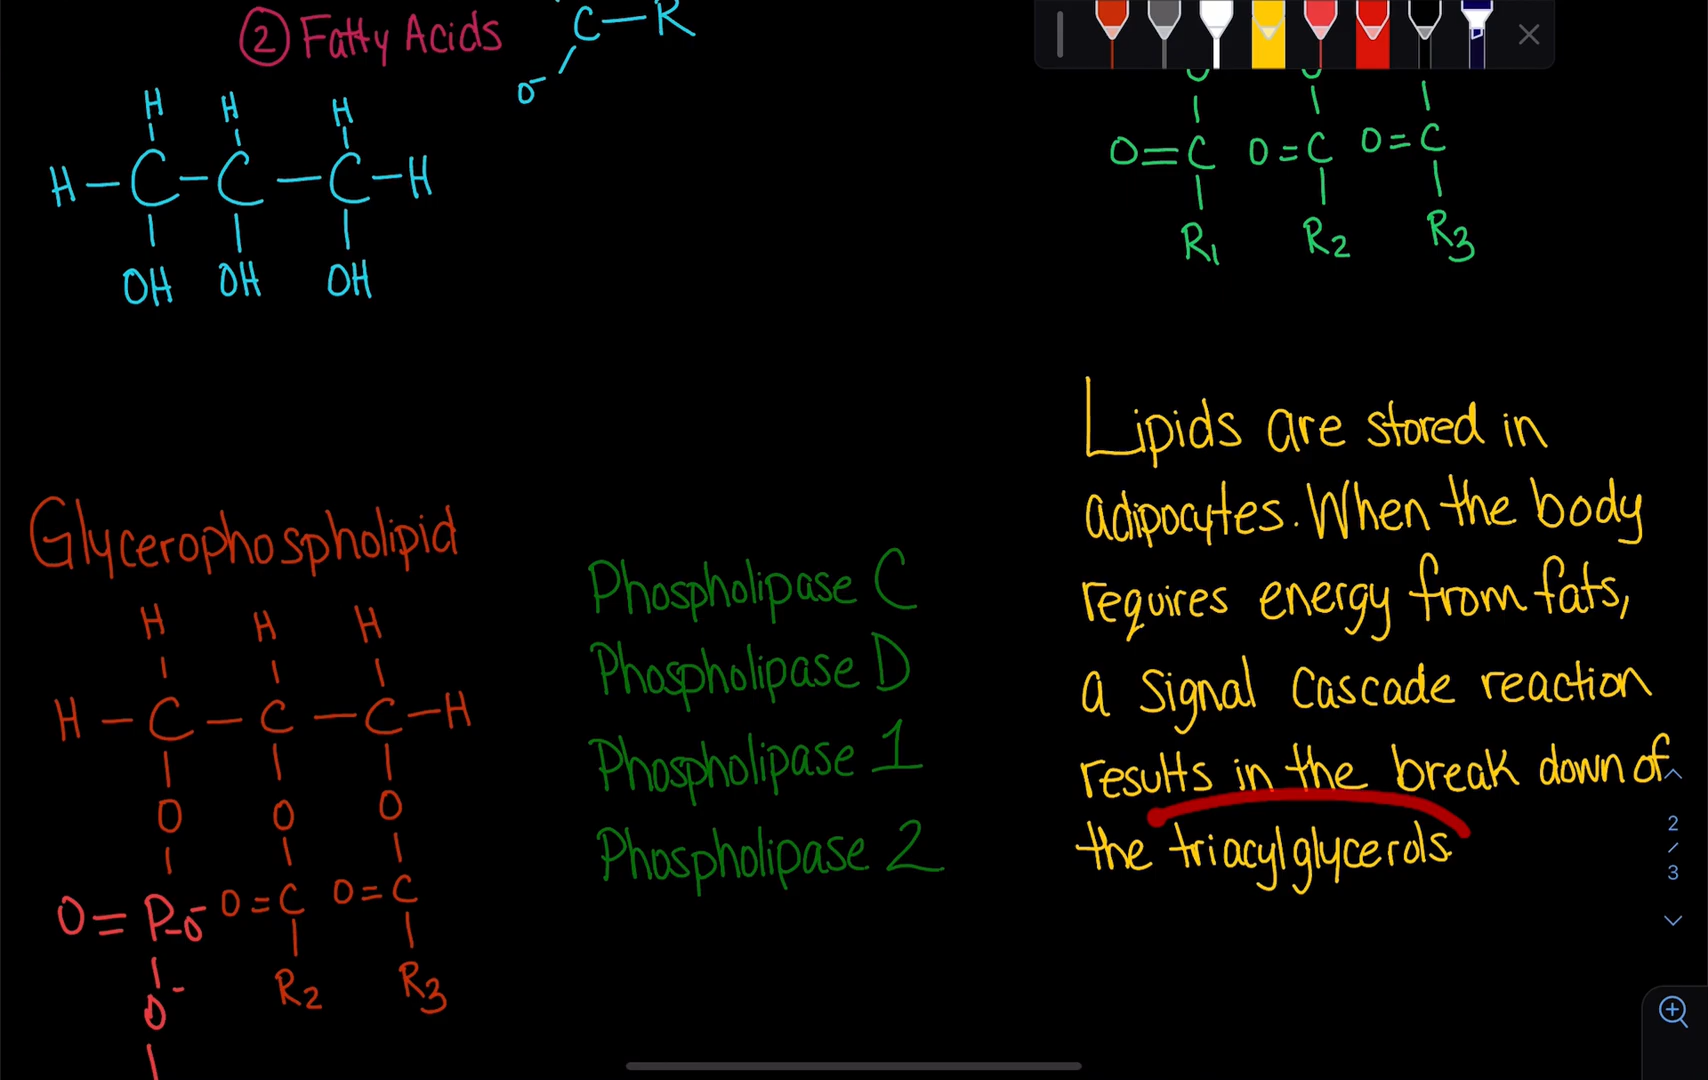 ② Fatty Acids
C—R
O⁻
H H H
H—C—C—C—H
OH OH OH
O=C O=C O=C
R1 R2 R3
Glycerophospholipid
H H H
H—C—C—C—H
O O O
O=P-O⁻ O=C O=C
O⁻ R2 R3
Phospholipase C
Phospholipase D
Phospholipase 1
Phospholipase 2
Lipids are stored in
adipocytes. When the body
requires energy from fats,
a signal cascade reaction
results in the break down of
the triacylglycerols.
2
/
3